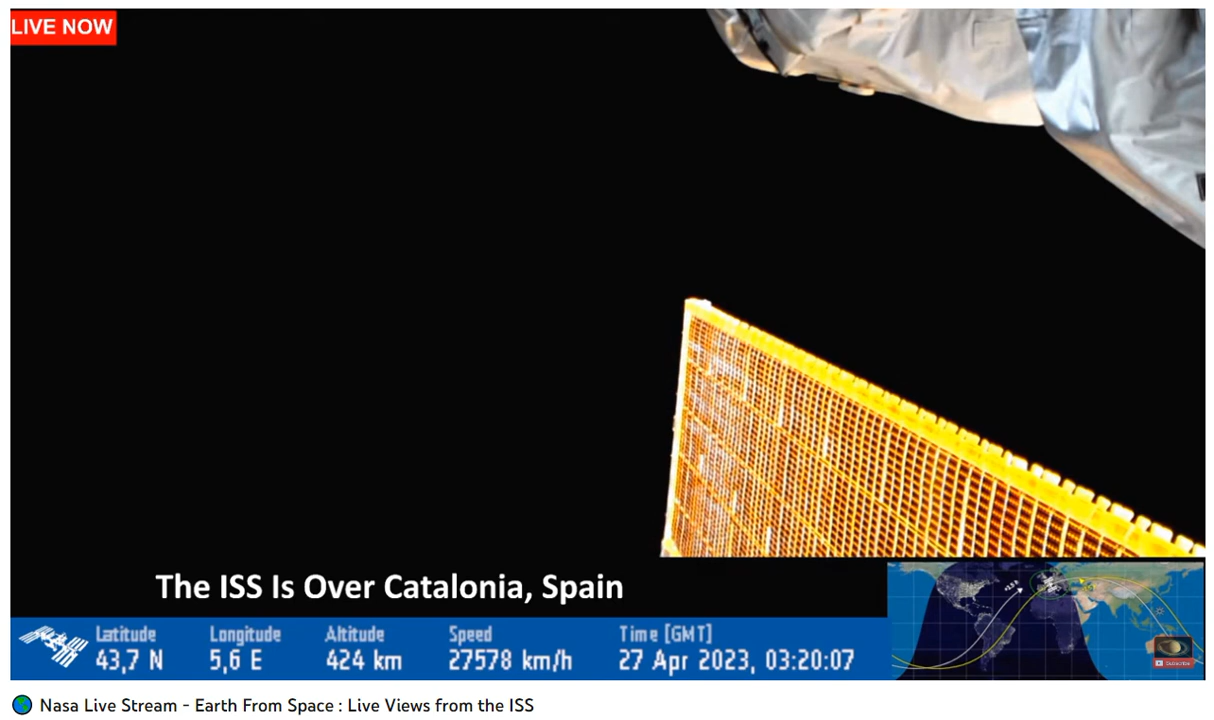 LIVE NOW
The ISS Is Over Catalonia, Spain
Latitude Longitude Altitude Speed Time [GMT]
43,7 N 5,6 E 424 km 27578 km/h 27 Apr 2023, 03:20:07
Subscribe
Nasa Live Stream - Earth From Space : Live Views from the ISS